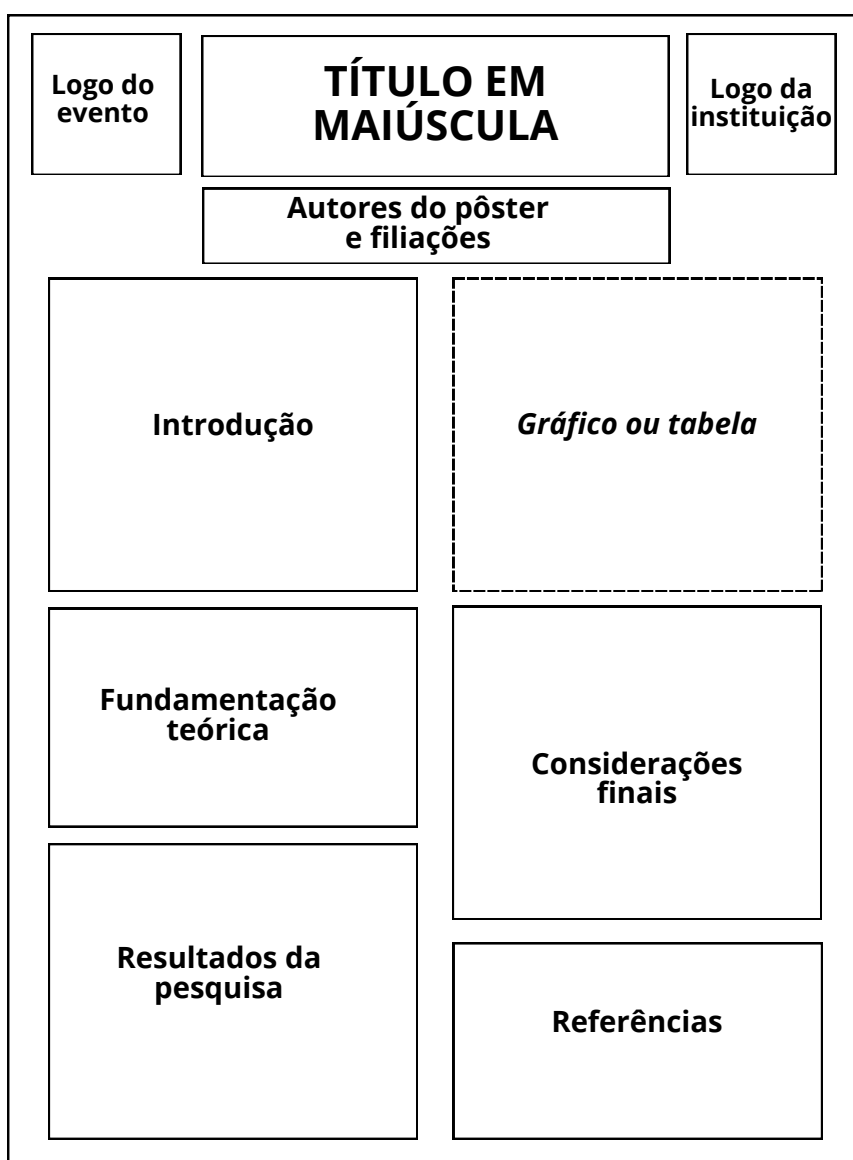 Logo do
evento
TÍTULO EM
MAIÚSCULA
Logo da
instituição
Autores do pôster
e filiações
Introdução
Gráfico ou tabela
Fundamentação
teórica
Considerações
finais
Resultados da
pesquisa
Referências